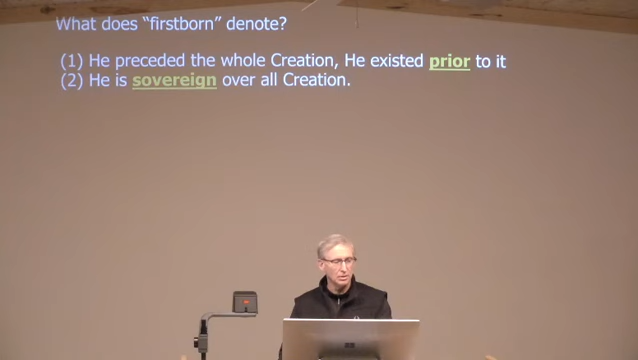 What does “firstborn” denote?
(1) He preceded the whole Creation, He existed prior to it
(2) He is sovereign over all Creation.